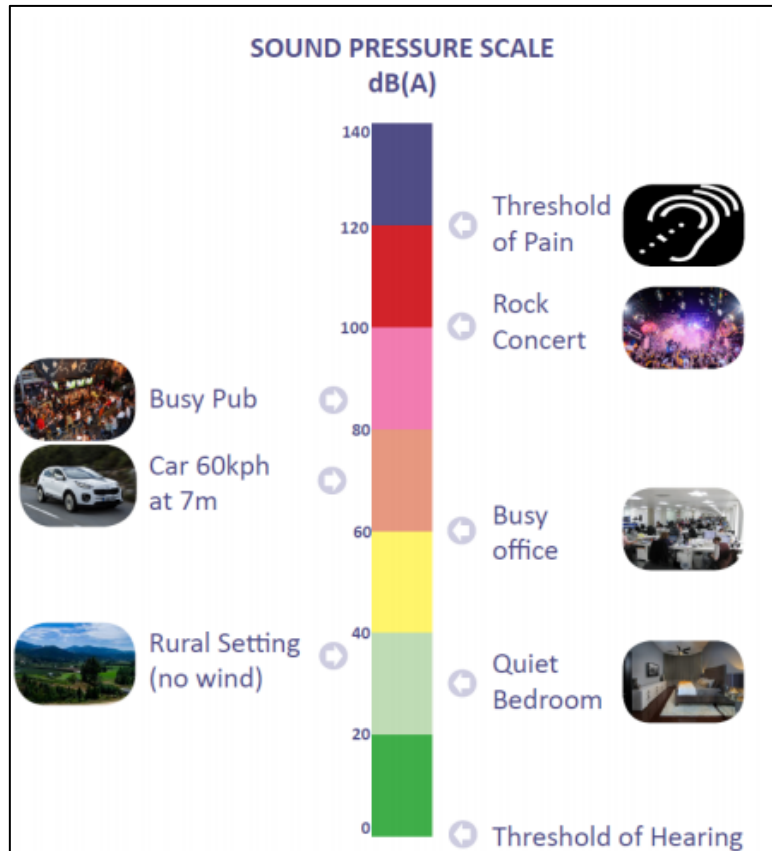 SOUND PRESSURE SCALE
dB(A)
140
Threshold
of Pain
120
Rock
Concert
100
Busy Pub
80
Car 60kph
at 7m
60
Busy
office
40
Rural Setting
(no wind)
Quiet
Bedroom
20
0
Threshold of Hearing